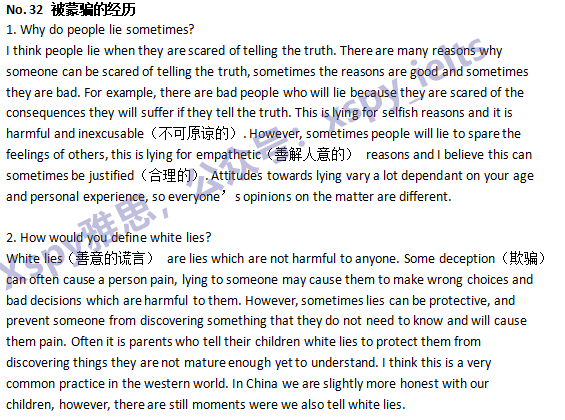 No. 32 被蒙骗的经历
1. Why do people lie sometimes?
I think people lie when they are scared of telling the truth. There are many reasons why
someone can be scared of telling the truth, sometimes the reasons are good and sometimes
they are bad. For example, there are bad people who will lie because they are scared of the
consequences they will suffer if they tell the truth. This is lying for selfish reasons and it is
harmful and inexcusable（不可原谅的）. However, sometimes people will lie to spare the
feelings of others, this is lying for empathetic（善解人意的） reasons and I believe this can
sometimes be justified（合理的）. Attitudes towards lying vary a lot dependant on your age
and personal experience, so everyone’s opinions on the matter are different.
2. How would you define white lies?
White lies（善意的谎言） are lies which are not harmful to anyone. Some deception（欺骗）
can often cause a person pain, lying to someone may cause them to make wrong choices and
bad decisions which are harmful to them. However, sometimes lies can be protective, and
prevent someone from discovering something that they do not need to know and will cause
them pain. Often it is parents who tell their children white lies to protect them from
discovering things they are not mature enough yet to understand. I think this is a very
common practice in the western world. In China we are slightly more honest with our
children, however, there are still moments were we also tell white lies.
Xspy雅思，公众号：xspy_ielts